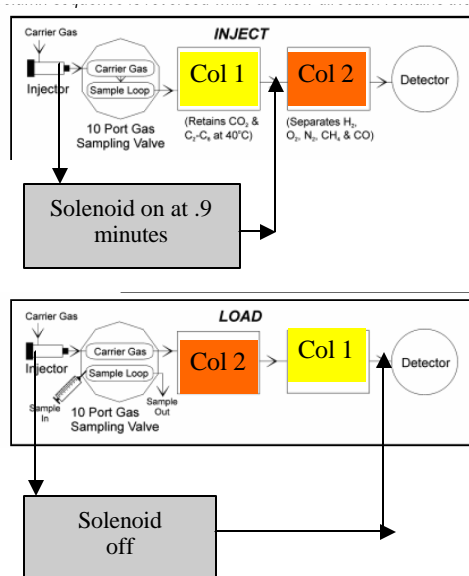 INJECT
Carrier Gas
Injector
Carrier Gas
Sample Loop
10 Port Gas
Sampling Valve
Col 1
(Retains CO₂ &
C₂-C₆ at 40°C)
Col 2
(Separates H₂,
O₂, N₂, CH₄ & CO)
Detector
Solenoid on at .9
minutes
LOAD
Carrier Gas
Injector
Sample
In
Carrier Gas
Sample Loop
Sample
Out
10 Port Gas
Sampling Valve
Col 2
Col 1
Detector
Solenoid
off